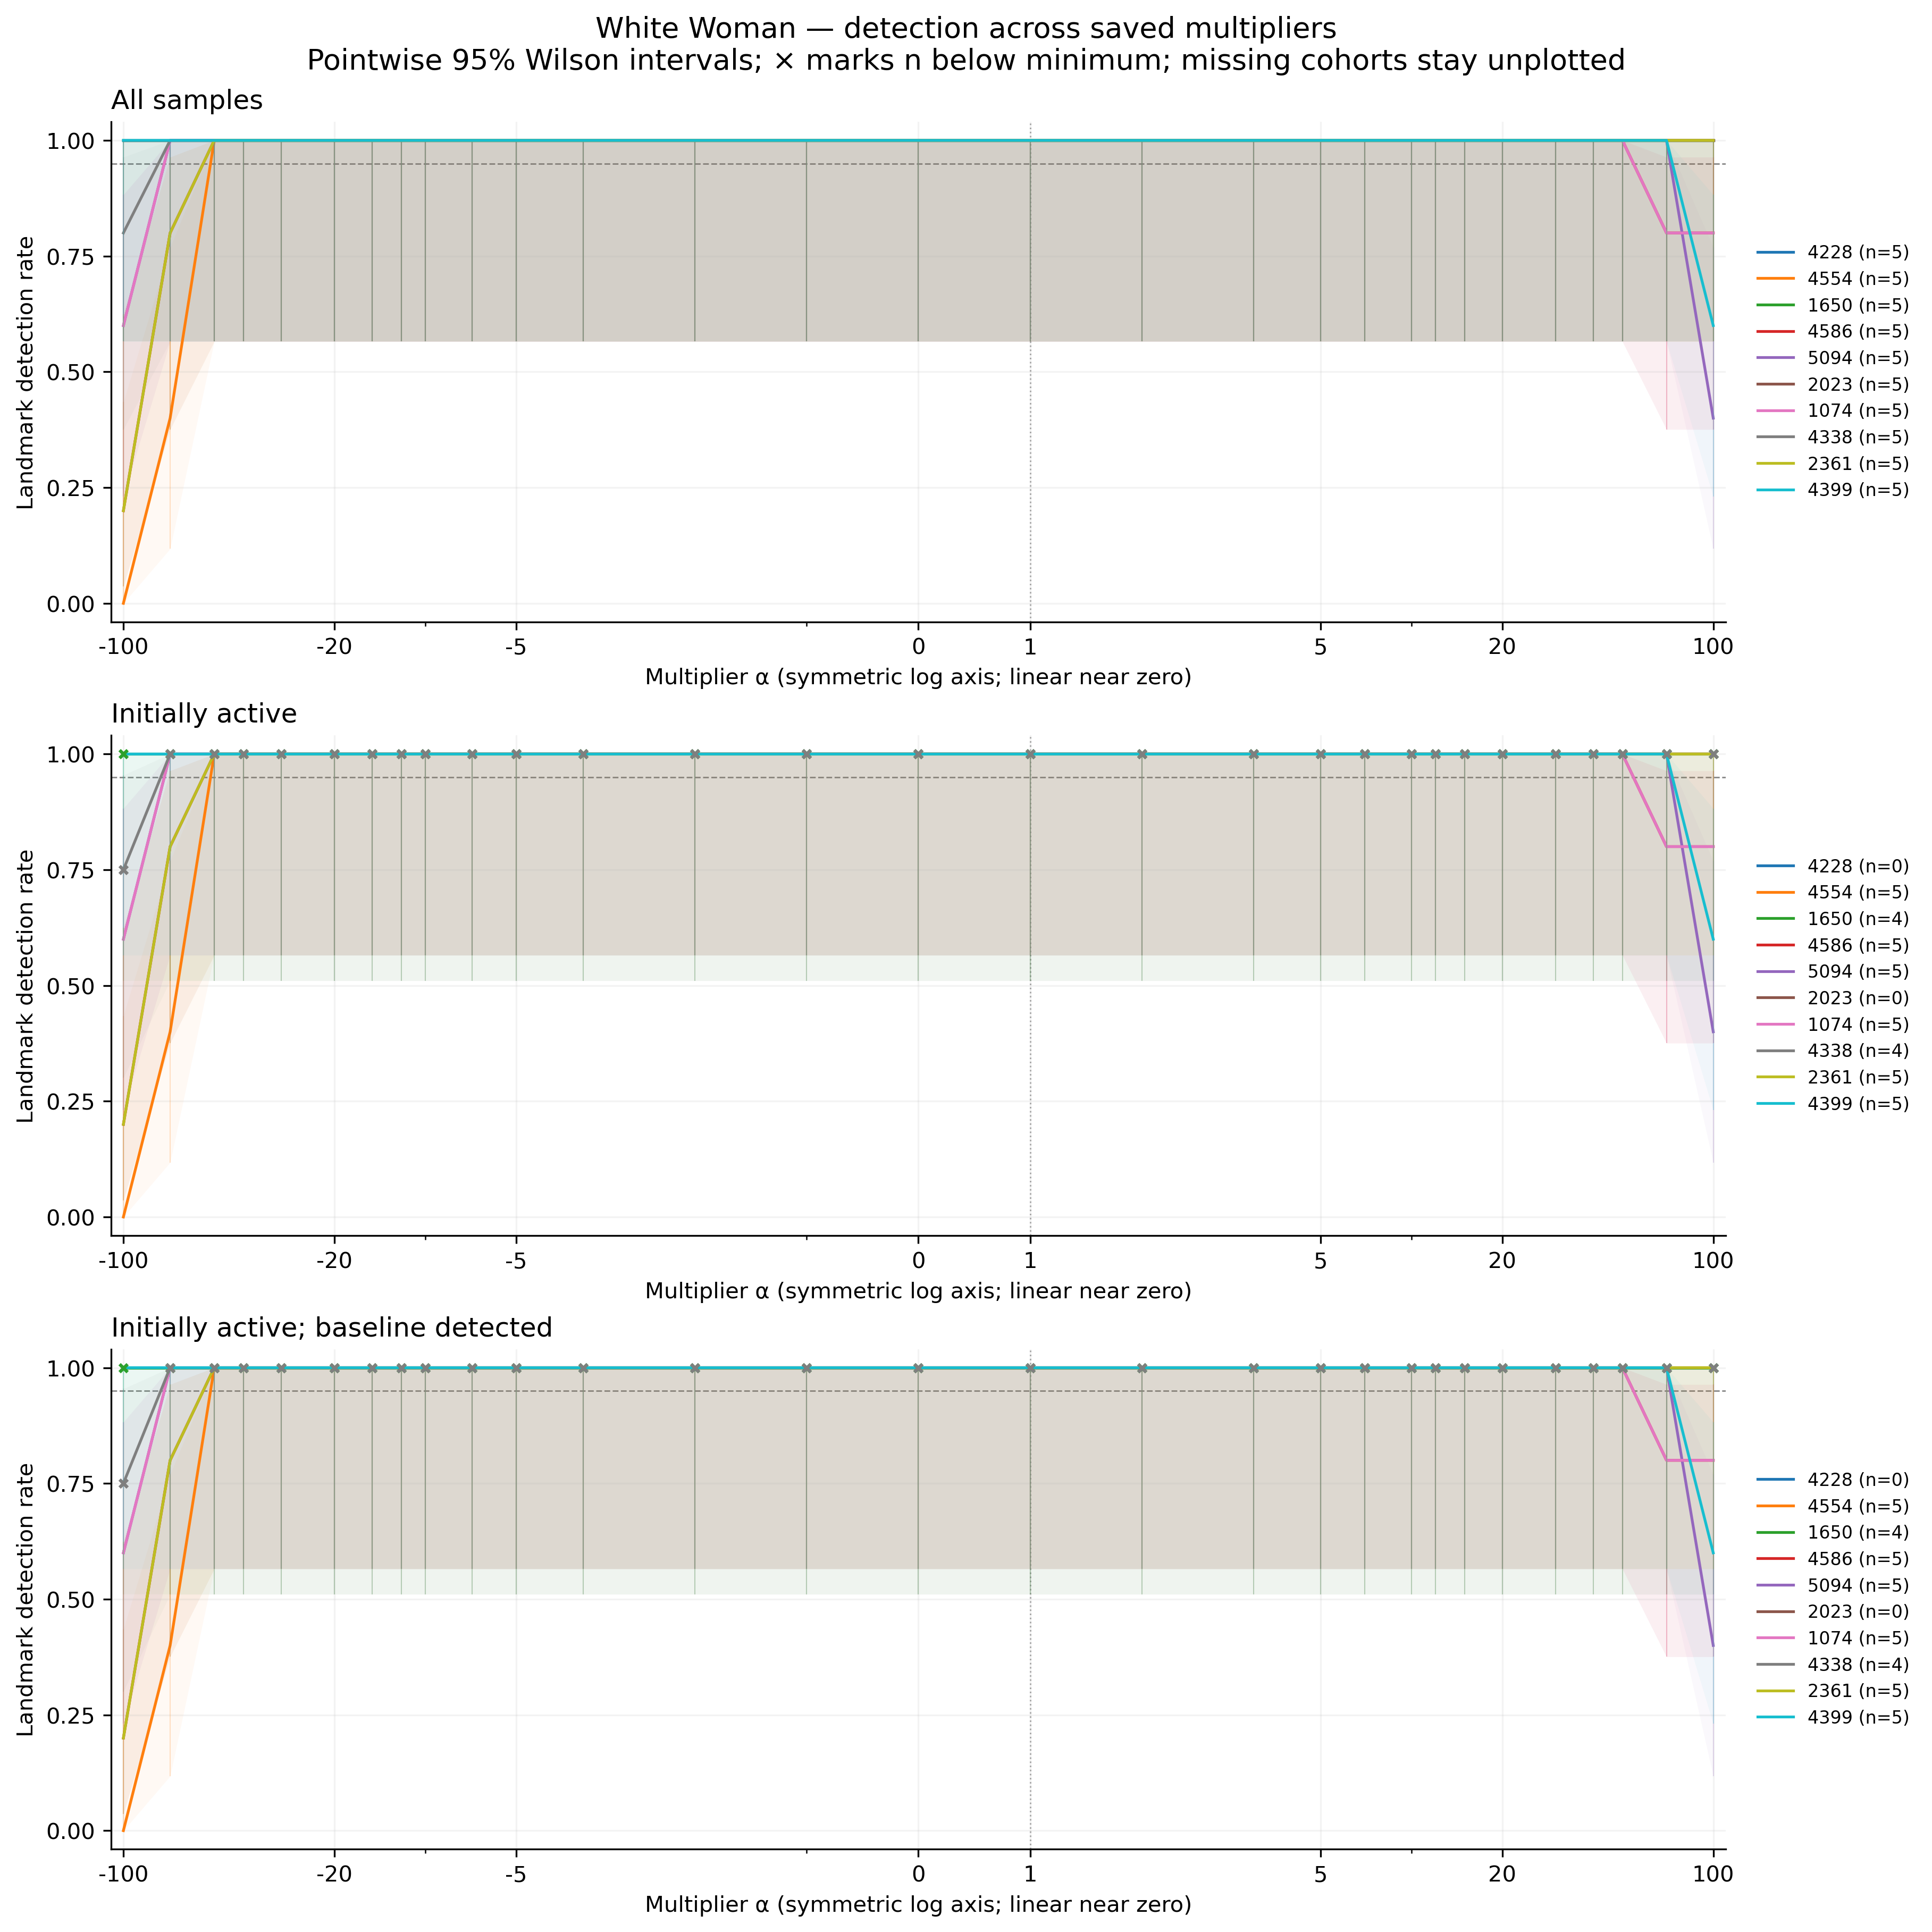 White Woman — detection across saved multipliers
Pointwise 95% Wilson intervals; × marks n below minimum; missing cohorts stay unplotted
All samples
Landmark detection rate
1.00
0.75
0.50
0.25
0.00
-100 -20 -5 0 1 5 20 100
Multiplier α (symmetric log axis; linear near zero)
4228 (n=5)
4554 (n=5)
1650 (n=5)
4586 (n=5)
5094 (n=5)
2023 (n=5)
1074 (n=5)
4338 (n=5)
2361 (n=5)
4399 (n=5)
Initially active
Landmark detection rate
1.00
0.75
0.50
0.25
0.00
-100 -20 -5 0 1 5 20 100
Multiplier α (symmetric log axis; linear near zero)
4228 (n=0)
4554 (n=5)
1650 (n=4)
4586 (n=5)
5094 (n=5)
2023 (n=0)
1074 (n=5)
4338 (n=4)
2361 (n=5)
4399 (n=5)
Initially active; baseline detected
Landmark detection rate
1.00
0.75
0.50
0.25
0.00
-100 -20 -5 0 1 5 20 100
Multiplier α (symmetric log axis; linear near zero)
4228 (n=0)
4554 (n=5)
1650 (n=4)
4586 (n=5)
5094 (n=5)
2023 (n=0)
1074 (n=5)
4338 (n=4)
2361 (n=5)
4399 (n=5)